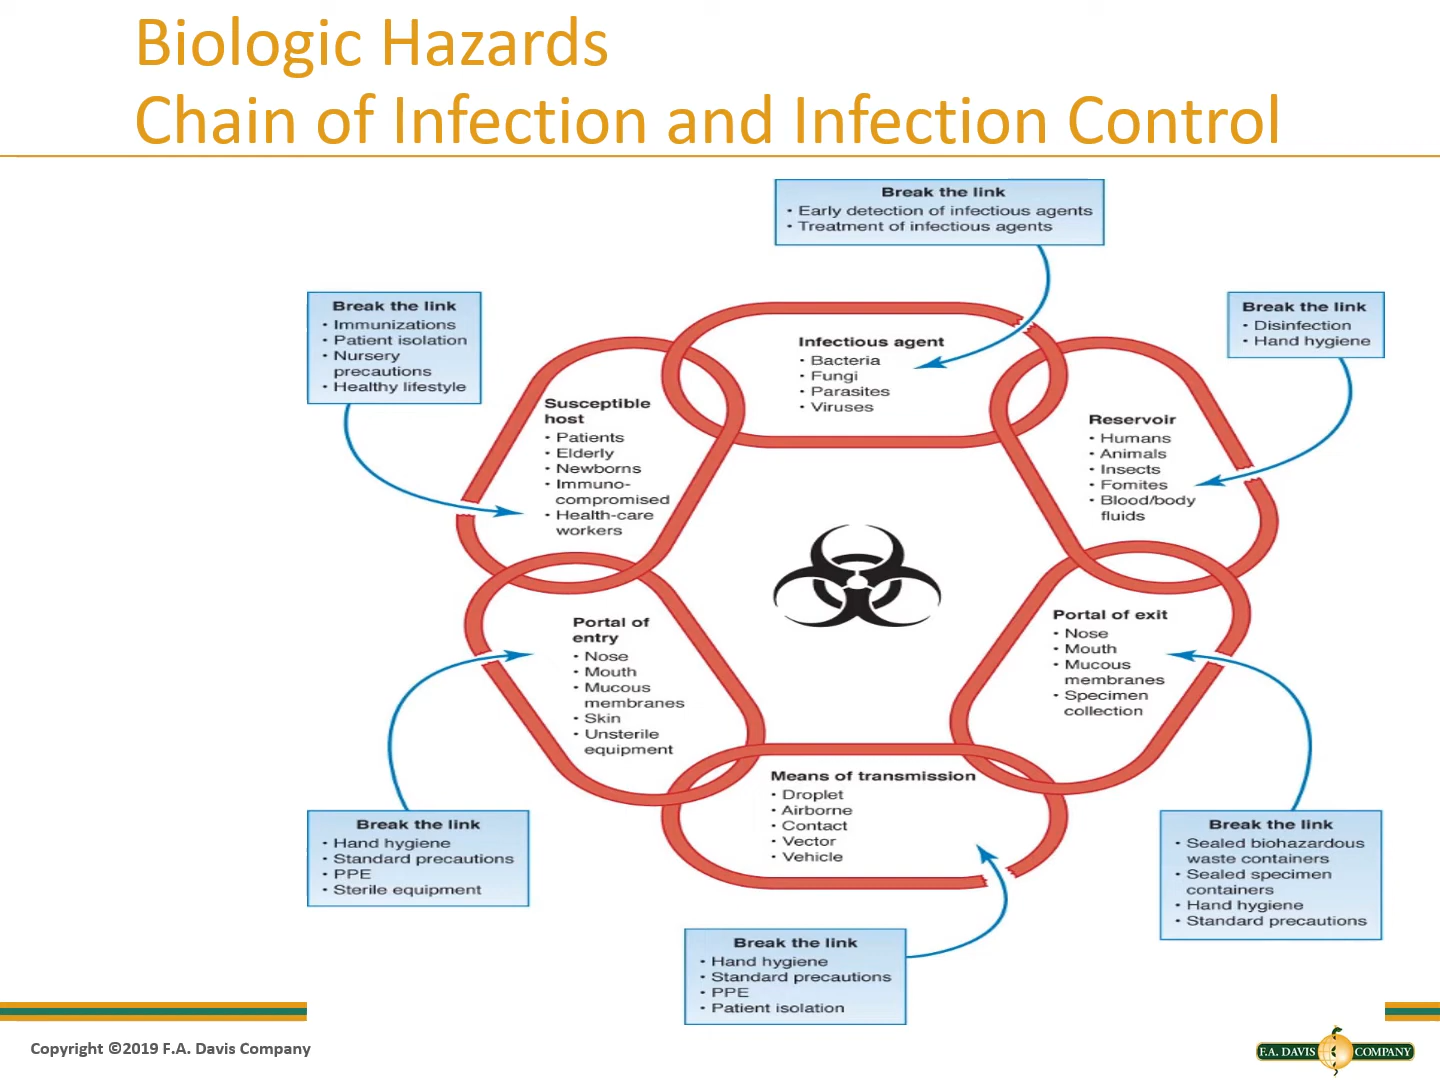 Biologic Hazards
Chain of Infection and Infection Control
Break the link
• Early detection of infectious agents
• Treatment of infectious agents
Break the link
• Immunizations
• Patient isolation
• Nursery
precautions
• Healthy lifestyle
Break the link
• Disinfection
• Hand hygiene
Infectious agent
• Bacteria
• Fungi
• Parasites
• Viruses
Susceptible
host
• Patients
• Elderly
• Newborns
• Immuno-
compromised
• Health-care
workers
Reservoir
• Humans
• Animals
• Insects
• Fomites
• Blood/body
fluids
Portal of
entry
• Nose
• Mouth
• Mucous
membranes
• Skin
• Unsterile
equipment
Portal of exit
• Nose
• Mouth
• Mucous
membranes
• Specimen
collection
Means of transmission
• Droplet
• Airborne
• Contact
• Vector
• Vehicle
Break the link
• Hand hygiene
• Standard precautions
• PPE
• Sterile equipment
Break the link
• Sealed biohazardous
waste containers
• Sealed specimen
containers
• Hand hygiene
• Standard precautions
Break the link
• Hand hygiene
• Standard precautions
• PPE
• Patient isolation
Copyright ©2019 F.A. Davis Company
F.A. DAVIS COMPANY